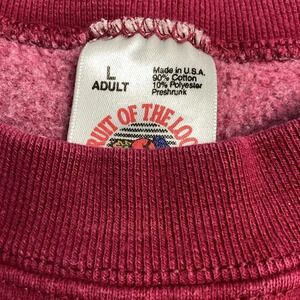 L
ADULT
Made in U.S.A.
90% Cotton
10% Polyester
Preshrunk
RUIT OF THE LOO